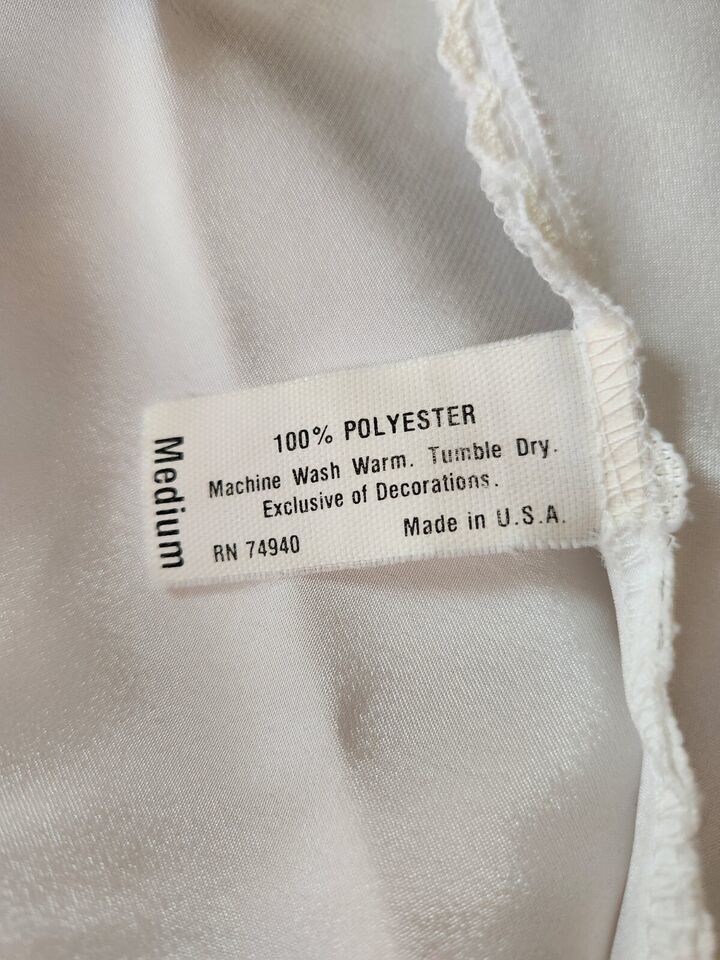 100% POLYESTER
Machine Wash Warm. Tumble Dry.
Exclusive of Decorations.
RN 74940 Made in U.S.A.
Medium